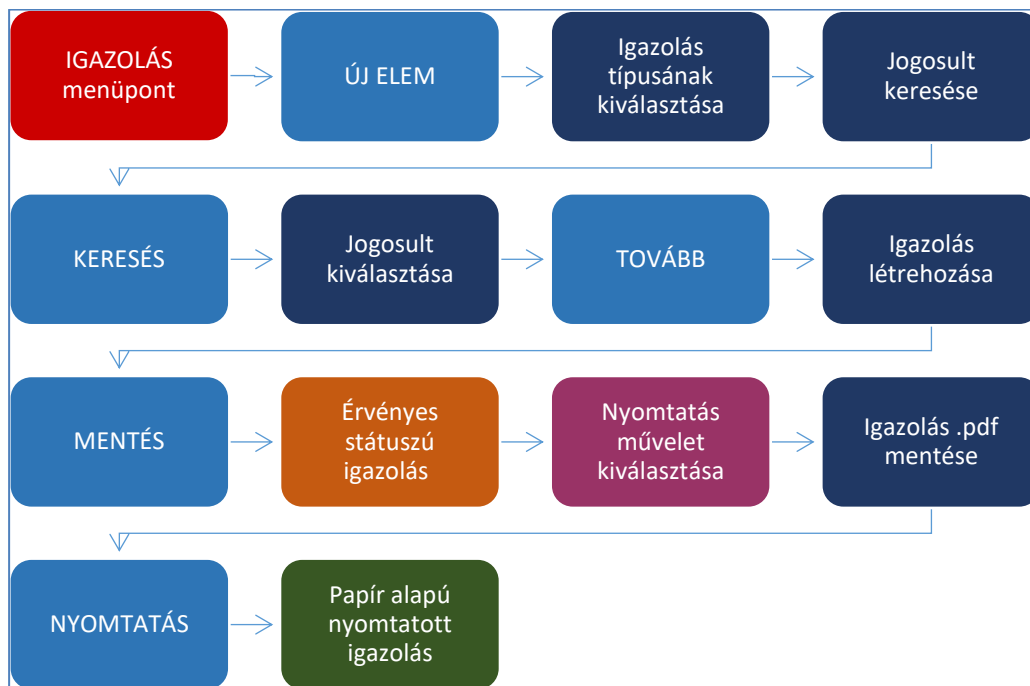 IGAZOLÁS
menüpont
ÚJ ELEM
Igazolás
típusának
kiválasztása
Jogosult
keresése
KERESÉS
Jogosult
kiválasztása
TOVÁBB
Igazolás
létrehozása
MENTÉS
Érvényes
státuszú
igazolás
Nyomtatás
művelet
kiválasztása
Igazolás .pdf
mentése
NYOMTATÁS
Papír alapú
nyomtatott
igazolás